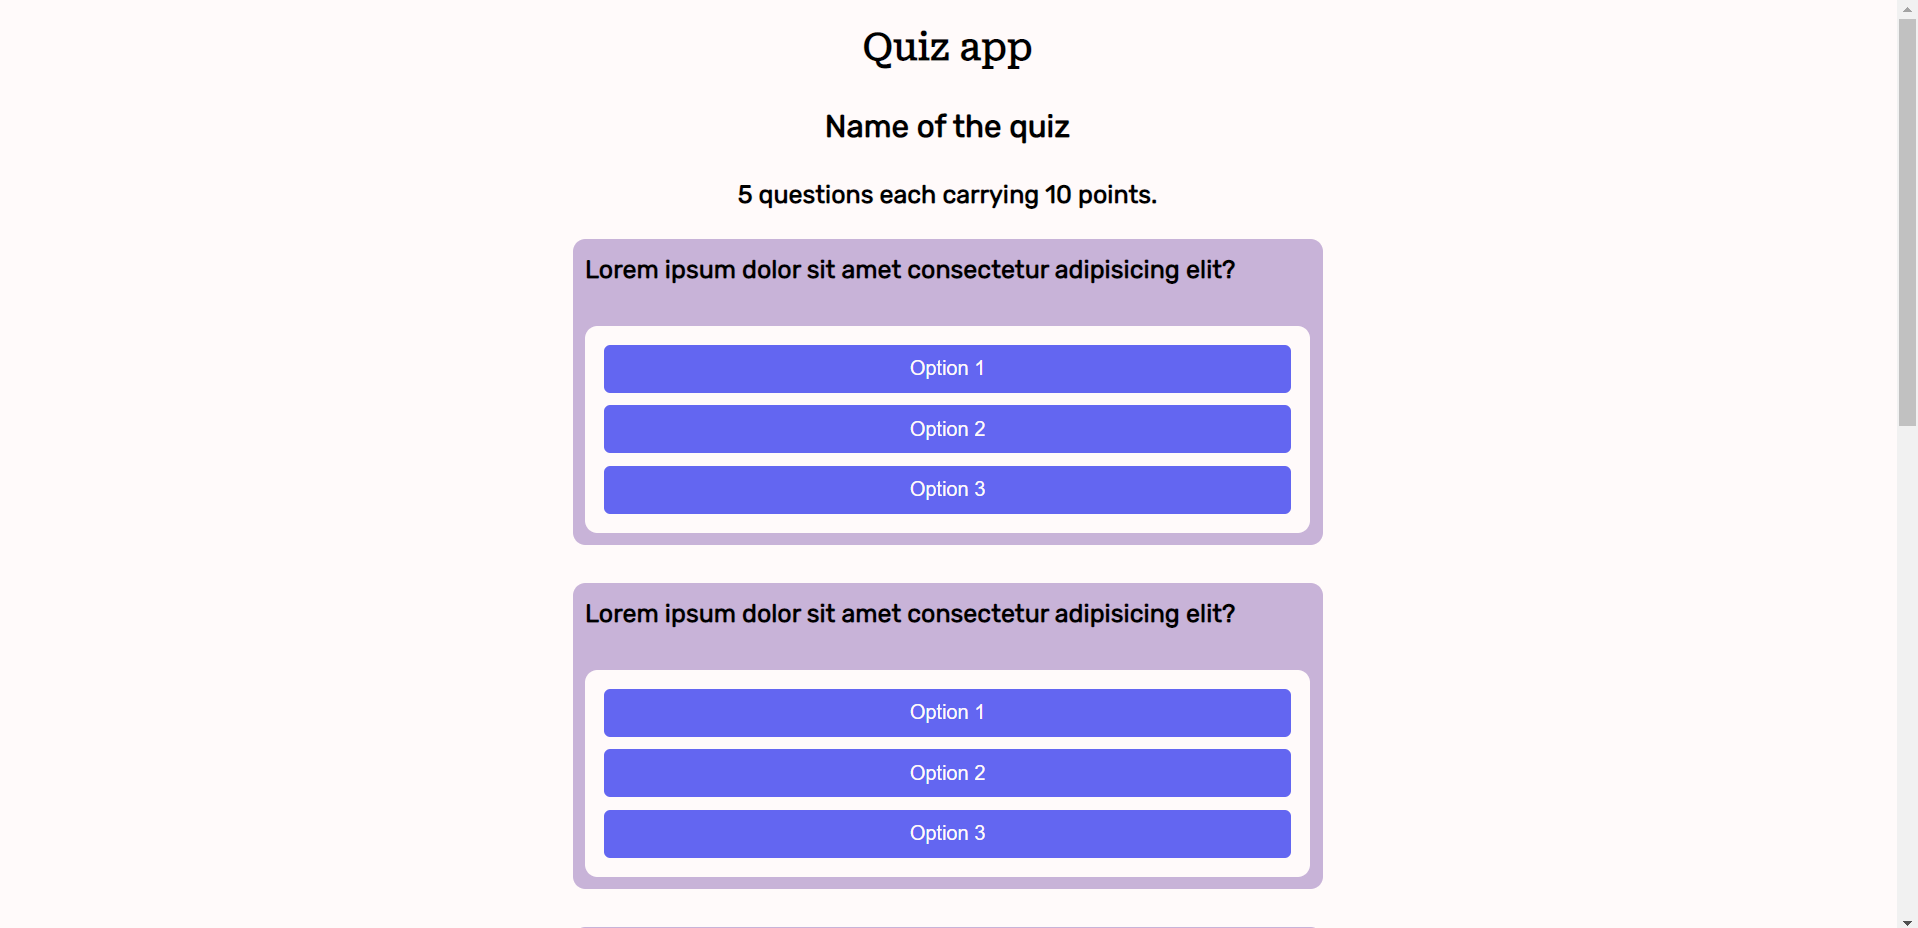 Quiz app
Name of the quiz
5 questions each carrying 10 points.
Lorem ipsum dolor sit amet consectetur adipisicing elit?
Option 1
Option 2
Option 3
Lorem ipsum dolor sit amet consectetur adipisicing elit?
Option 1
Option 2
Option 3